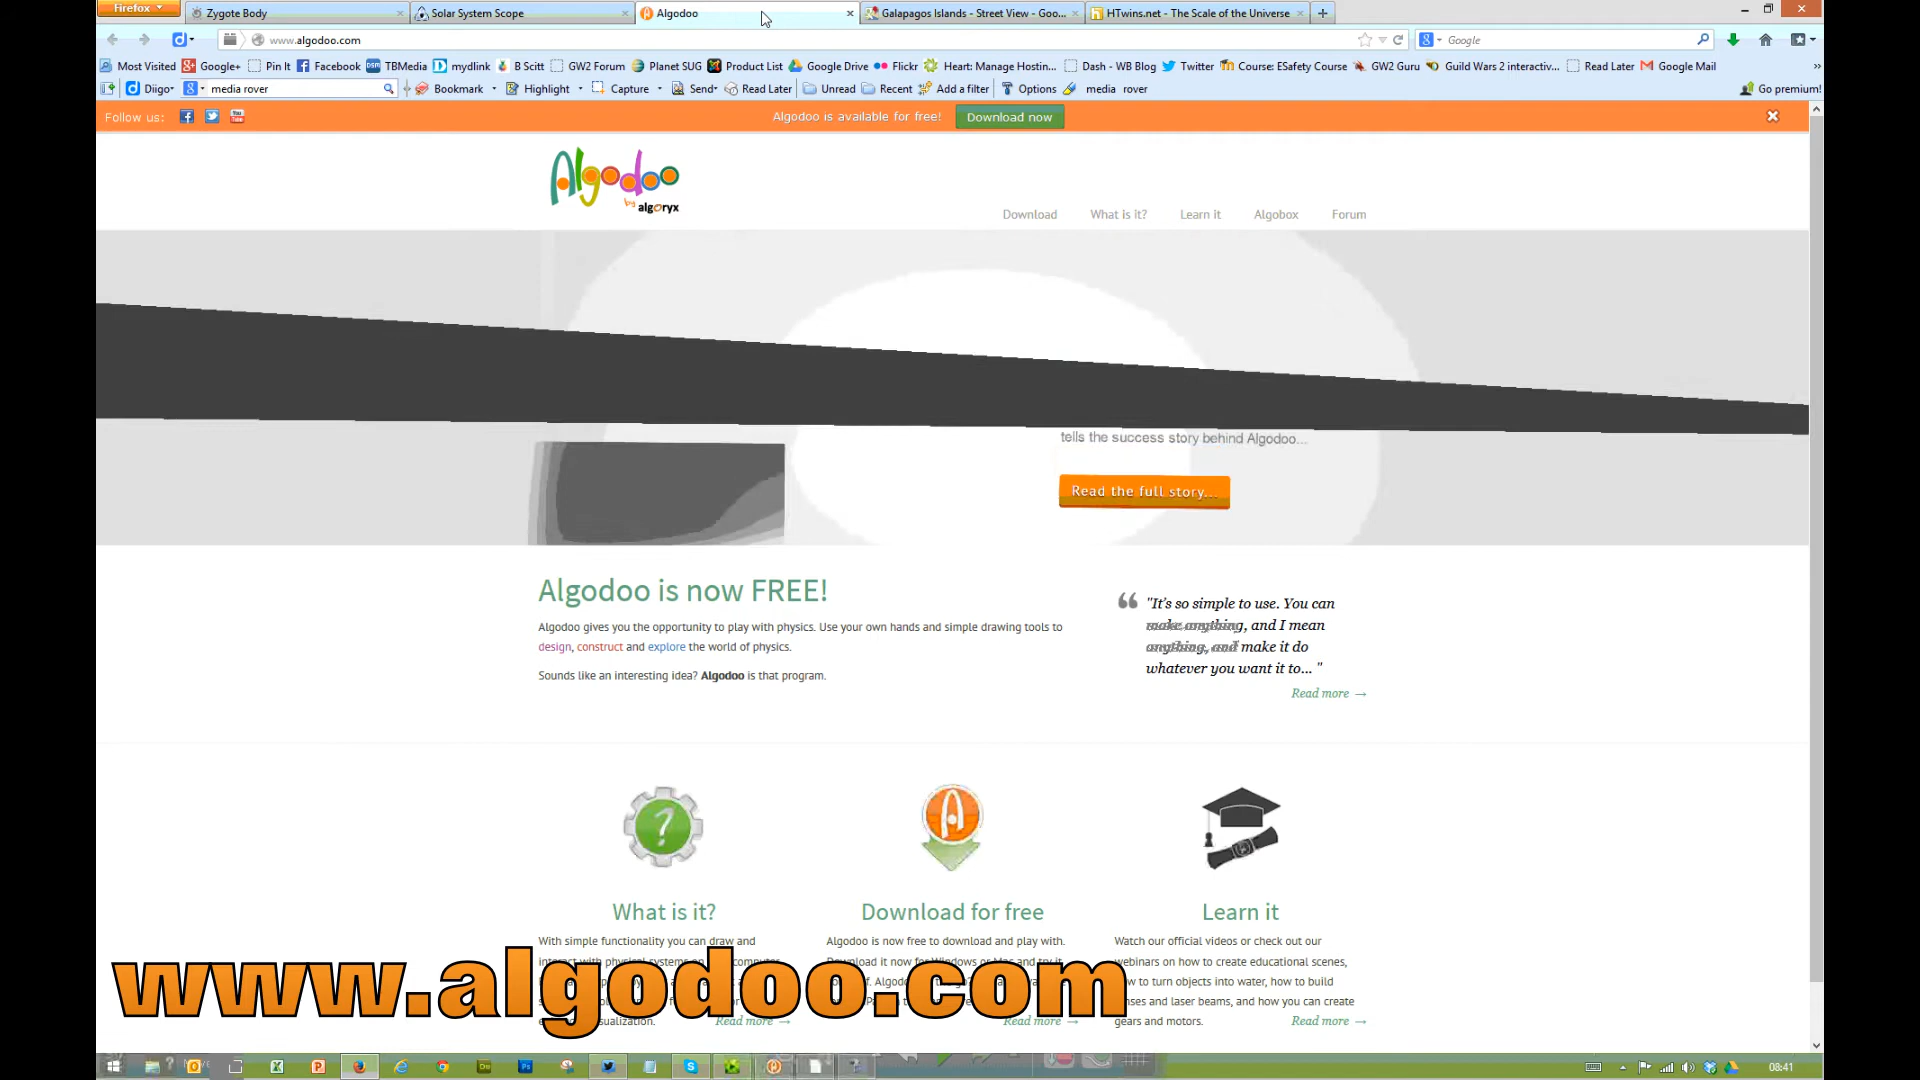 Firefox
Zygote Body
Solar System Scope
Algodoo
Galapagos Islands - Street View - Goo...
HTwins.net - The Scale of the Universe
www.algodoo.com
Google
Most Visited Google+ Pin It Facebook TBMedia mydlink B Scitt GW2 Forum Planet SUG Product List Google Drive Flickr Heart: Manage Hostin... Dash - WB Blog Twitter Course: ESafety Course GW2 Guru Guild Wars 2 interactiv... Read Later Google Mail
Diigo media rover Bookmark Highlight Capture Send Read Later Unread Recent Add a filter Options media rover Go premium!
Follow us:
Algodoo is available for free! Download now
Algodoo
by algoryx
Download What is it? Learn it Algobox Forum
tells the success story behind Algodoo...
Read the full story...
Algodoo is now FREE!
Algodoo gives you the opportunity to play with physics. Use your own hands and simple drawing tools to
design, construct and explore the world of physics.
Sounds like an interesting idea? Algodoo is that program.
"It's so simple to use. You can
make anything, and I mean
anything, and make it do
whatever you want it to... "
Read more →
What is it?
With simple functionality you can draw and
Read more →
Download for free
Algodoo is now free to download and play with.
Read more →
Learn it
Watch our official videos or check out our
webinars on how to create educational scenes,
how to turn objects into water, how to build
lenses and laser beams, and how you can create
gears and motors.
Read more →
www.algodoo.com
08:41